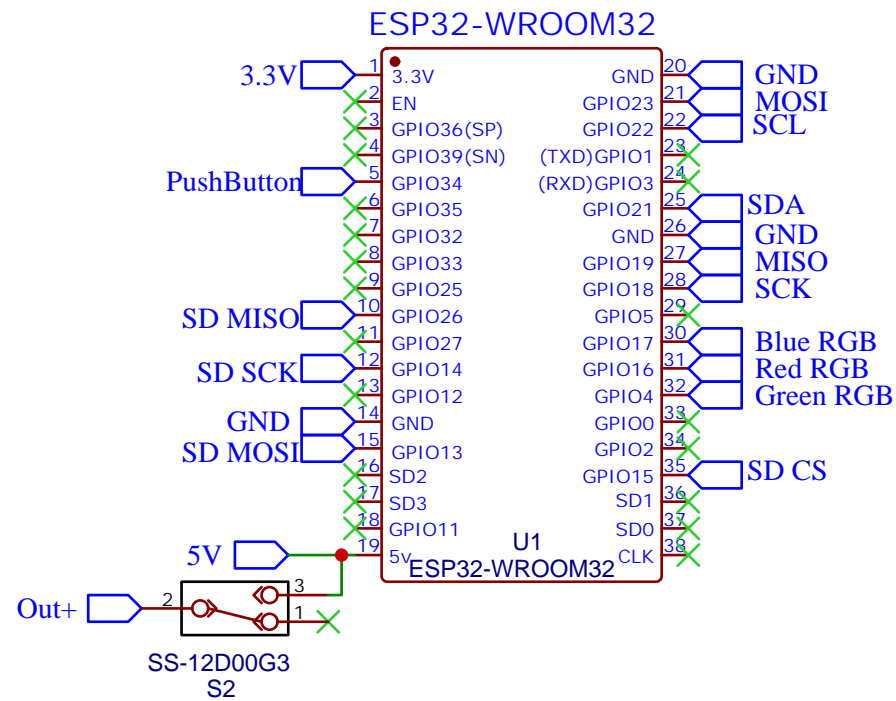 ESP32-WROOM32
3.3V 1 3.3V GND 20 GND
2 EN GPIO23 21 MOSI
3 GPIO36(SP) GPIO22 22 SCL
4 GPIO39(SN) (TXD)GPIO1 23
PushButton 5 GPIO34 (RXD)GPIO3 24
6 GPIO35 GPIO21 25 SDA
7 GPIO32 GND 26 GND
8 GPIO33 GPIO19 27 MISO
9 GPIO25 GPIO18 28 SCK
SD MISO 10 GPIO26 GPIO5 29
11 GPIO27 GPIO17 30 Blue RGB
SD SCK 12 GPIO14 GPIO16 31 Red RGB
13 GPIO12 GPIO4 32 Green RGB
GND 14 GND GPIO0 33
SD MOSI 15 GPIO13 GPIO2 34
16 SD2 GPIO15 35 SD CS
17 SD3 SD1 36
18 GPIO11 SD0 37
5V 19 5v CLK 38
U1
ESP32-WROOM32
Out+ 2 3
1
SS-12D00G3
S2